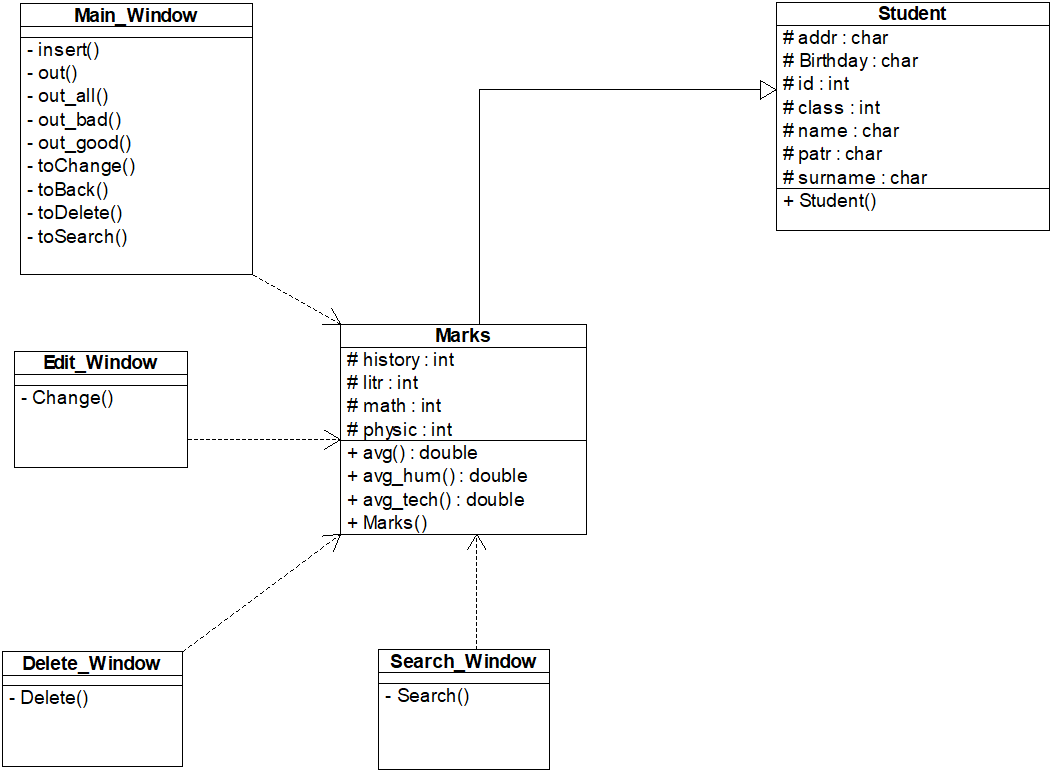 Main_Window
- insert()
- out()
- out_all()
- out_bad()
- out_good()
- toChange()
- toBack()
- toDelete()
- toSearch()
Student
# addr : char
# Birthday : char
# id : int
# class : int
# name : char
# patr : char
# surname : char
+ Student()
Marks
# history : int
# litr : int
# math : int
# physic : int
+ avg() : double
+ avg_hum() : double
+ avg_tech() : double
+ Marks()
Edit_Window
- Change()
Delete_Window
- Delete()
Search_Window
- Search()